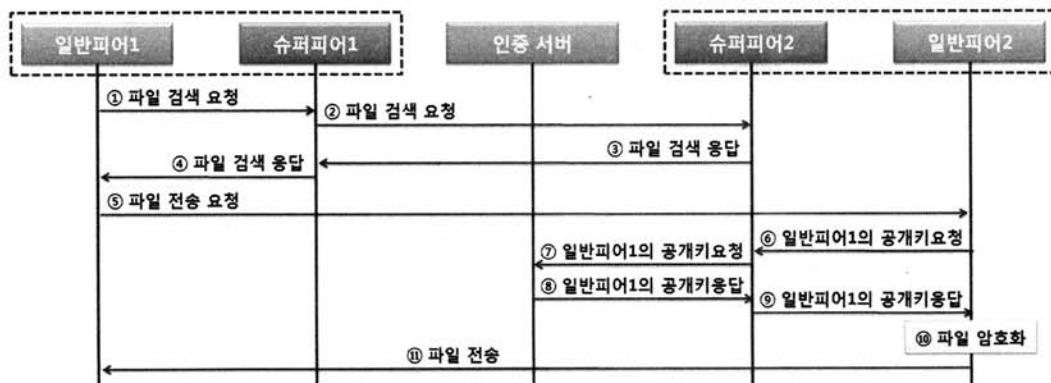 일반피어1
슈퍼피어1
인증 서버
슈퍼피어2
일반피어2
① 파일 검색 요청
② 파일 검색 요청
③ 파일 검색 응답
④ 파일 검색 응답
⑤ 파일 전송 요청
⑥ 일반피어1의 공개키요청
⑦ 일반피어1의 공개키요청
⑧ 일반피어1의 공개키응답
⑨ 일반피어1의 공개키응답
⑩ 파일 암호화
⑪ 파일 전송